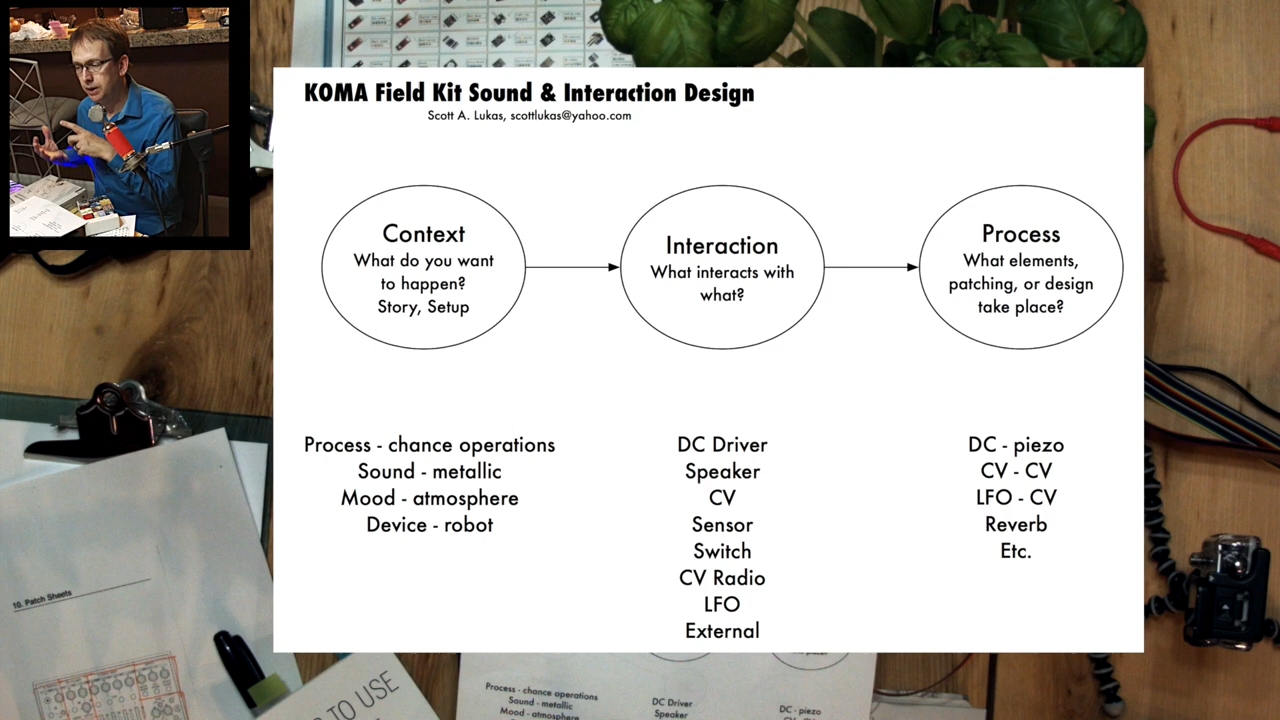 KOMA Field Kit Sound & Interaction Design
Scott A. Lukas, scottlukas@yahoo.com
Context
What do you want
to happen?
Story, Setup
Interaction
What interacts with
what?
Process
What elements,
patching, or design
take place?
Process - chance operations
Sound - metallic
Mood - atmosphere
Device - robot
DC Driver
Speaker
CV
Sensor
Switch
CV Radio
LFO
External
DC - piezo
CV - CV
LFO - CV
Reverb
Etc.
10. Patch Sheets
TO USE
Process - chance operations
Sound - metallic
Mood - atmosphere
DC Driver
Speaker
DC - piezo